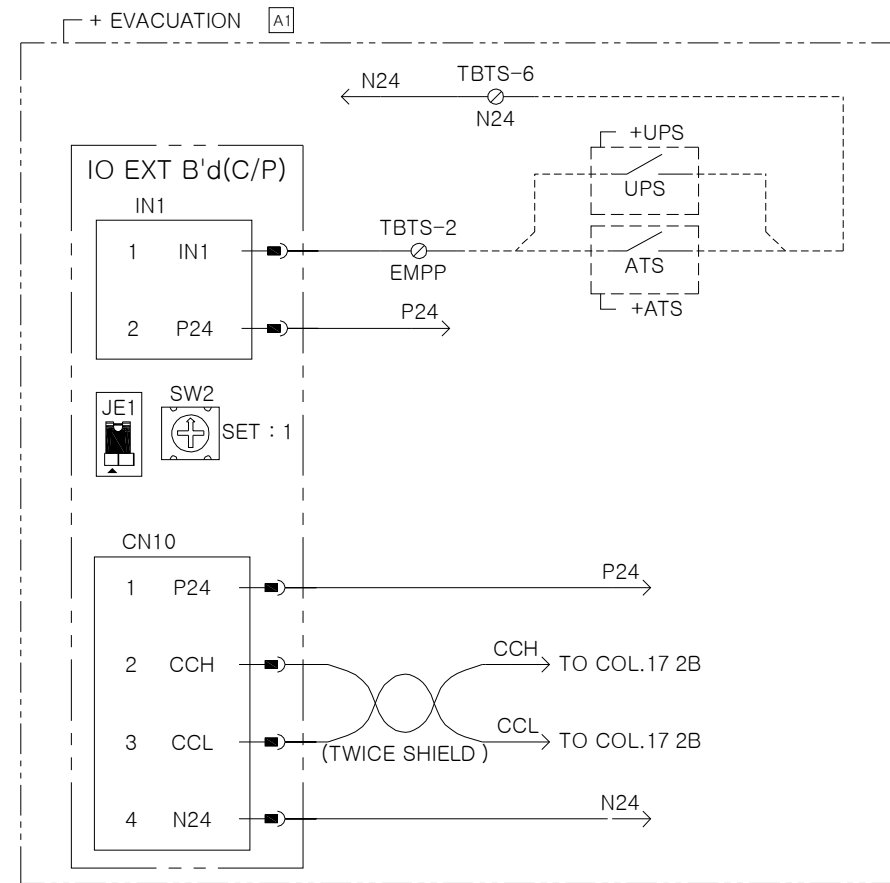 + EVACUATION A1
N24 TBTS-6
N24
+UPS
UPS
IO EXT B'd(C/P)
IN1
1 IN1
TBTS-2
EMPP
ATS
+ATS
2 P24
P24
JE1
SW2
SET : 1
CN10
1 P24
P24
2 CCH
CCH
TO COL.17 2B
3 CCL
CCL
TO COL.17 2B
(TWICE SHIELD )
4 N24
N24